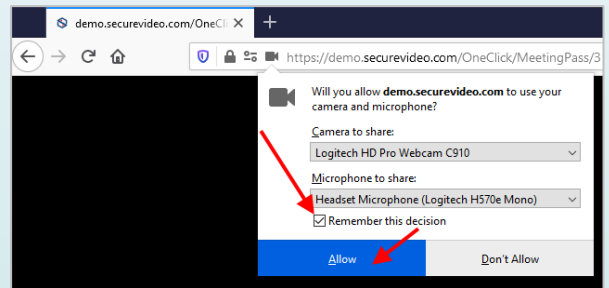 demo.securevideo.com/OneCli
https://demo.securevideo.com/OneClick/MeetingPass/3
Will you allow demo.securevideo.com to use your
camera and microphone?
Camera to share:
Logitech HD Pro Webcam C910
Microphone to share:
Headset Microphone (Logitech H570e Mono)
Remember this decision
Allow
Don't Allow